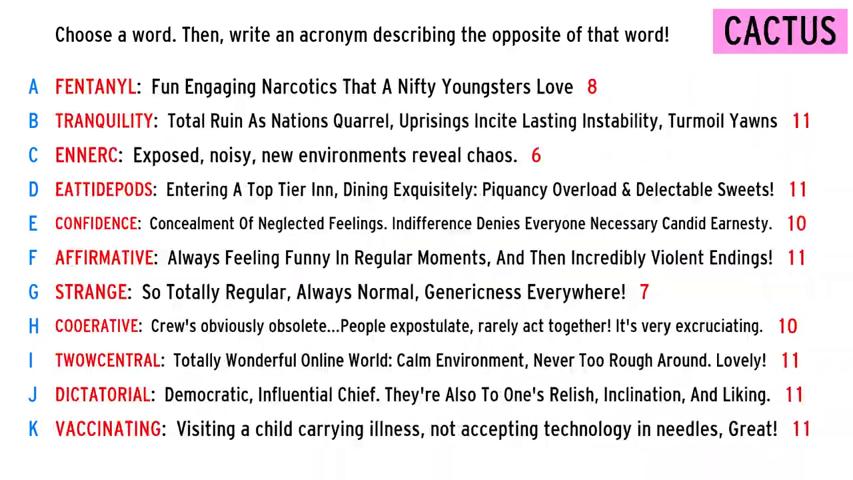 Choose a word. Then, write an acronym describing the opposite of that word!
CACTUS
A FENTANYL: Fun Engaging Narcotics That A Nifty Youngsters Love 8
B TRANQUILITY: Total Ruin As Nations Quarrel, Uprisings Incite Lasting Instability, Turmoil Yawns 11
C ENNERC: Exposed, noisy, new environments reveal chaos. 6
D EATTIDEPODS: Entering A Top Tier Inn, Dining Exquisitely: Piquancy Overload & Delectable Sweets! 11
E CONFIDENCE: Concealment Of Neglected Feelings. Indifference Denies Everyone Necessary Candid Earnesty. 10
F AFFIRMATIVE: Always Feeling Funny In Regular Moments, And Then Incredibly Violent Endings! 11
G STRANGE: So Totally Regular, Always Normal, Genericness Everywhere! 7
H COOERATIVE: Crew's obviously obsolete...People expostulate, rarely act together! It's very excruciating. 10
I TWOWCENTRAL: Totally Wonderful Online World: Calm Environment, Never Too Rough Around. Lovely! 11
J DICTATORIAL: Democratic, Influential Chief. They're Also To One's Relish, Inclination, And Liking. 11
K VACCINATING: Visiting a child carrying illness, not accepting technology in needles, Great! 11